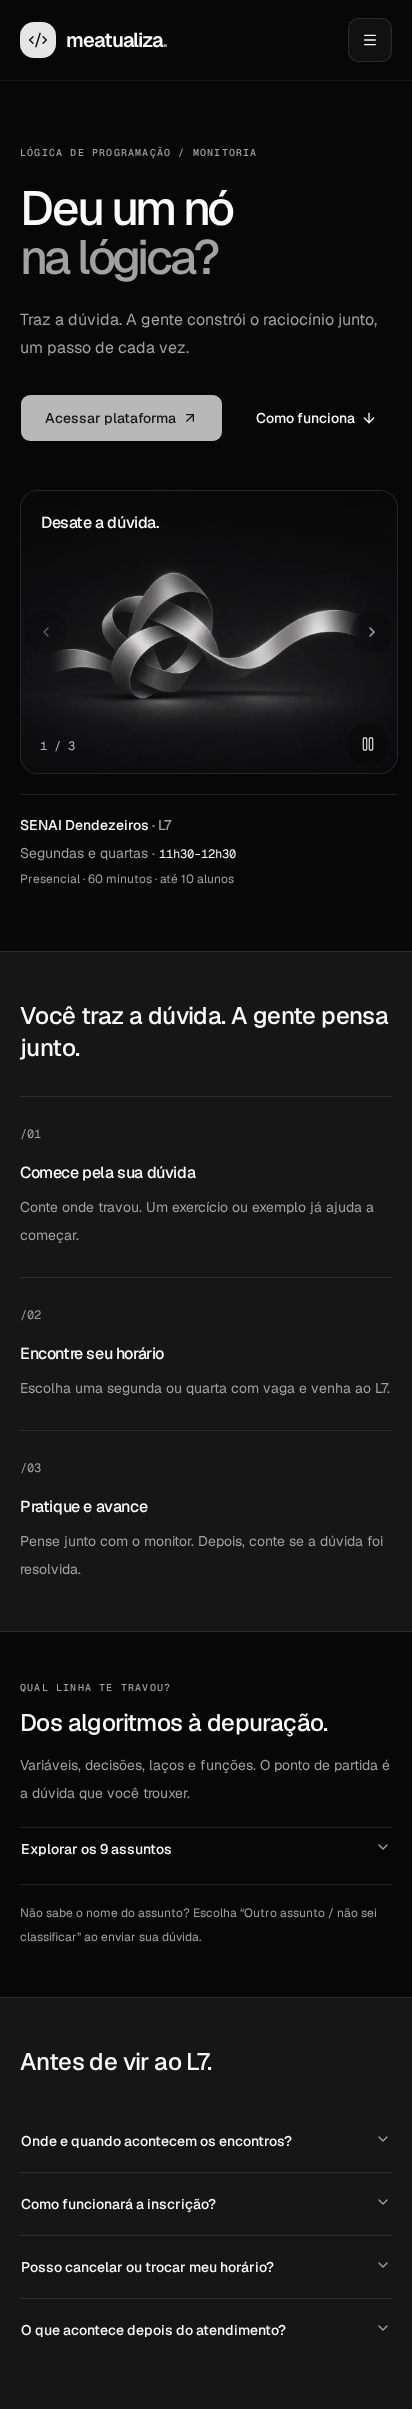 meatualiza.
LÓGICA DE PROGRAMAÇÃO / MONITORIA
Deu um nó
na lógica?
Traz a dúvida. A gente constrói o raciocínio junto,
um passo de cada vez.
Acessar plataforma
Como funciona
Desate a dúvida.
1 / 3
SENAI Dendezeiros · L7
Segundas e quartas · 11h30–12h30
Presencial · 60 minutos · até 10 alunos
Você traz a dúvida. A gente pensa
junto.
/01
Comece pela sua dúvida
Conte onde travou. Um exercício ou exemplo já ajuda a
começar.
/02
Encontre seu horário
Escolha uma segunda ou quarta com vaga e venha ao L7.
/03
Pratique e avance
Pense junto com o monitor. Depois, conte se a dúvida foi
resolvida.
QUAL LINHA TE TRAVOU?
Dos algoritmos à depuração.
Variáveis, decisões, laços e funções. O ponto de partida é
a dúvida que você trouxer.
Explorar os 9 assuntos
Não sabe o nome do assunto? Escolha “Outro assunto / não sei
classificar” ao enviar sua dúvida.
Antes de vir ao L7.
Onde e quando acontecem os encontros?
Como funcionará a inscrição?
Posso cancelar ou trocar meu horário?
O que acontece depois do atendimento?